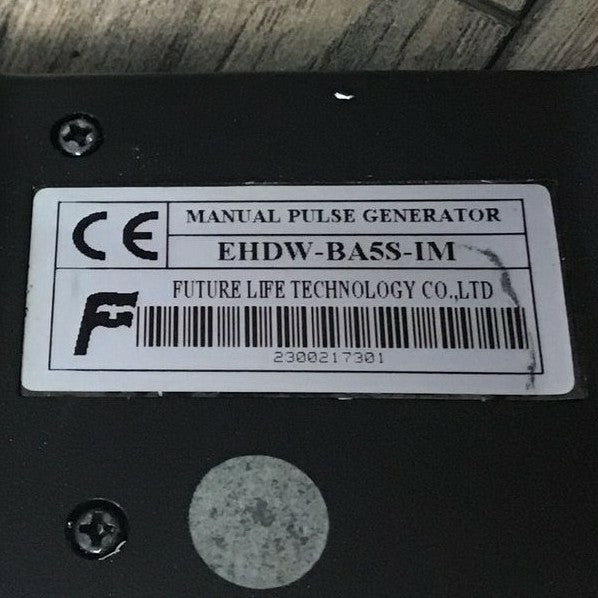 CE
MANUAL PULSE GENERATOR
EHDW-BA5S-IM
F
FUTURE LIFE TECHNOLOGY CO.,LTD
2300217301